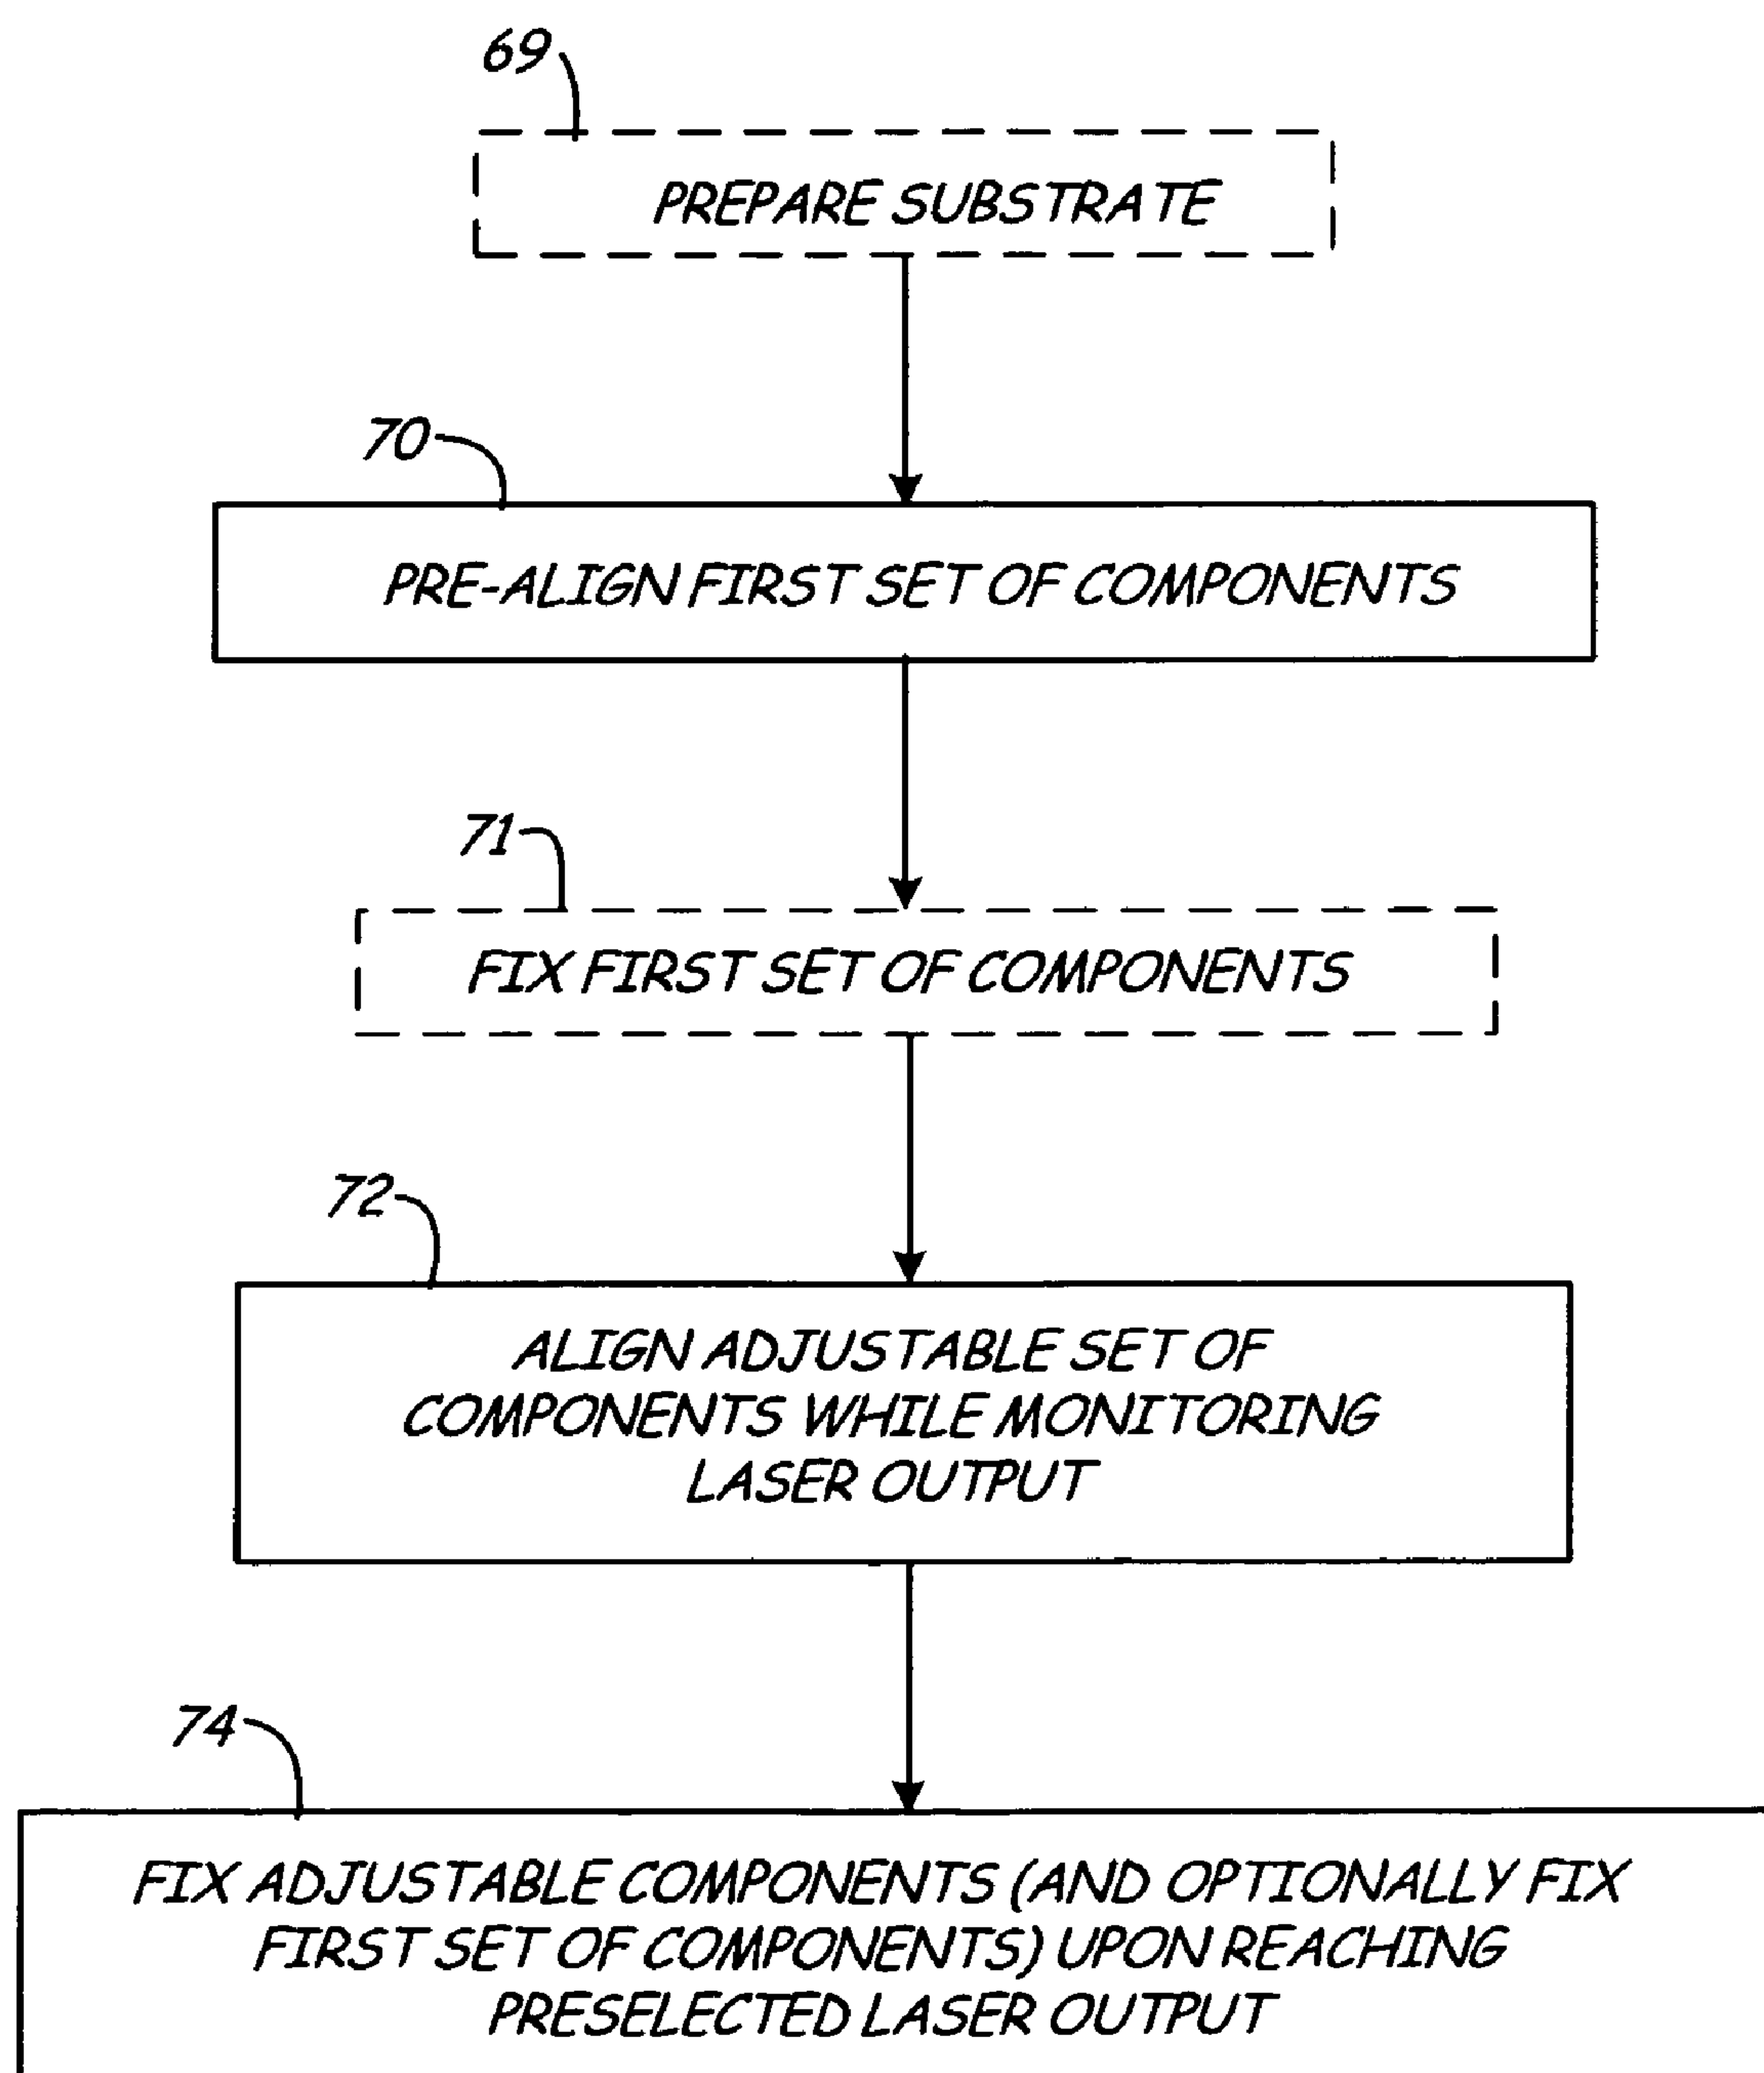 69
PREPARE SUBSTRATE
70
PRE-ALIGN FIRST SET OF COMPONENTS
71
FIX FIRST SET OF COMPONENTS
72
ALIGN ADJUSTABLE SET OF
COMPONENTS WHILE MONITORING
LASER OUTPUT
74
FIX ADJUSTABLE COMPONENTS (AND OPTIONALLY FIX
FIRST SET OF COMPONENTS) UPON REACHING
PRESELECTED LASER OUTPUT